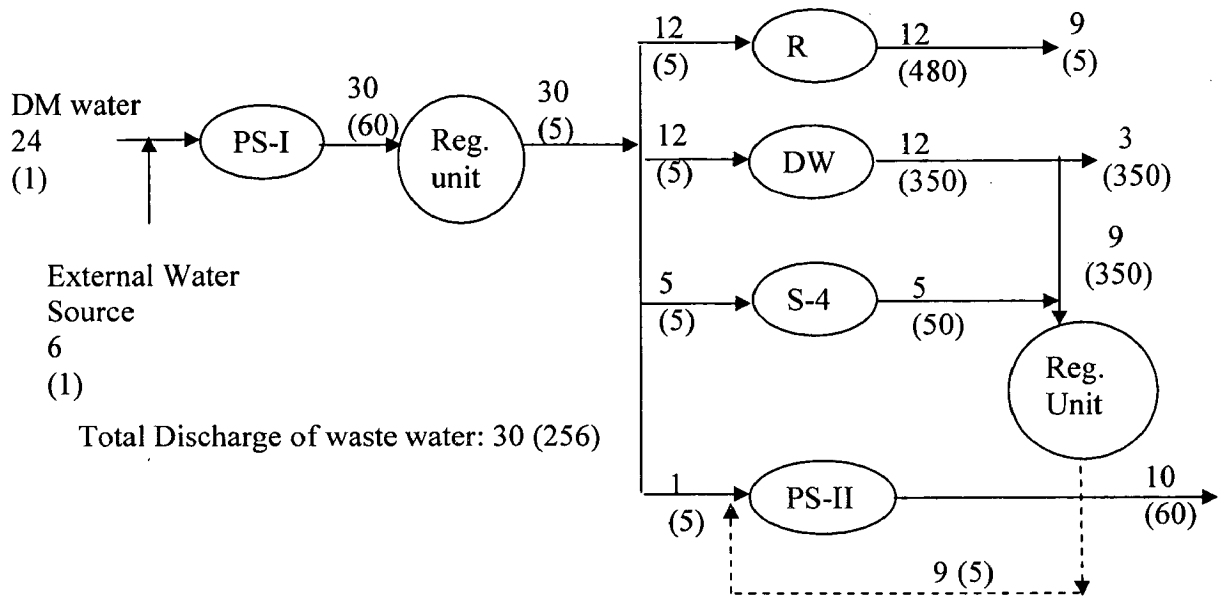 DM water
24
(1)
External Water
Source
6
(1)
PS-I
30
(60)
Reg.
unit
30
(5)
12
(5)
R
12
(480)
9
(5)
12
(5)
DW
12
(350)
3
(350)
9
(350)
5
(5)
S-4
5
(50)
Reg.
Unit
Total Discharge of waste water: 30 (256)
1
(5)
PS-II
10
(60)
9 (5)